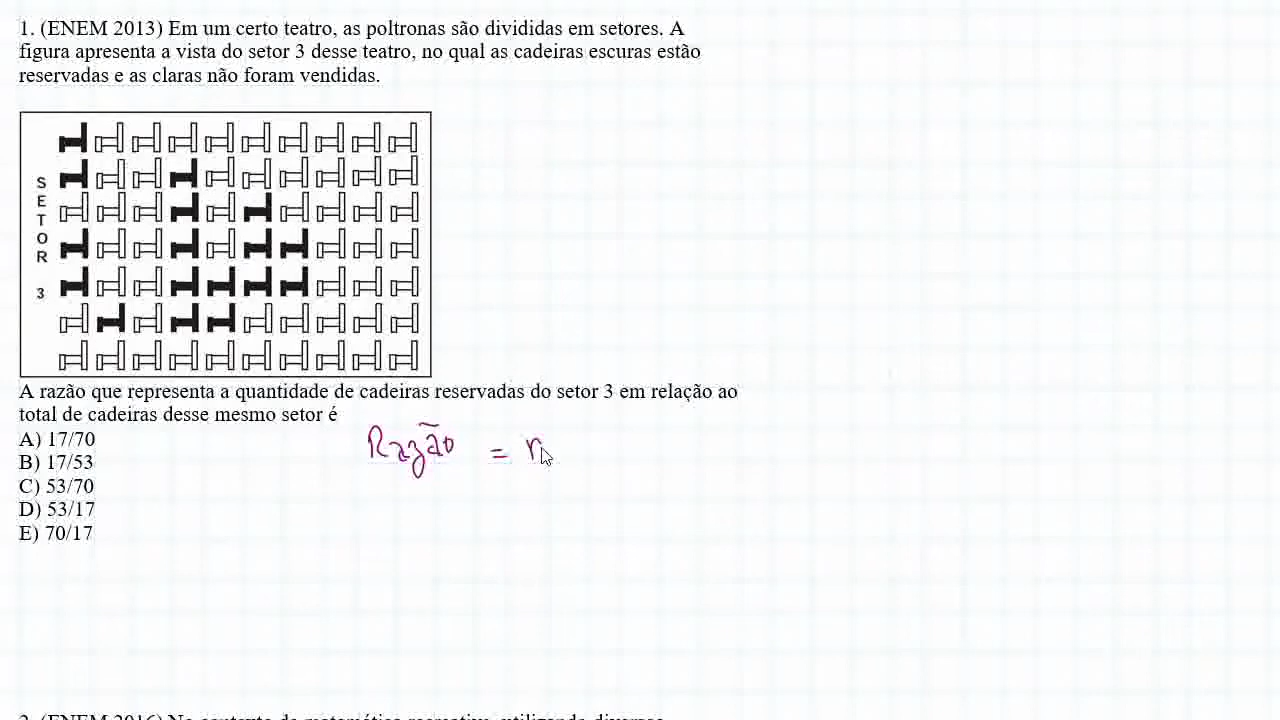 1. (ENEM 2013) Em um certo teatro, as poltronas são divididas em setores. A
figura apresenta a vista do setor 3 desse teatro, no qual as cadeiras escuras estão
reservadas e as claras não foram vendidas.
SETOR 3
A razão que representa a quantidade de cadeiras reservadas do setor 3 em relação ao
total de cadeiras desse mesmo setor é
A) 17/70
B) 17/53
C) 53/70
D) 53/17
E) 70/17
Razão = r